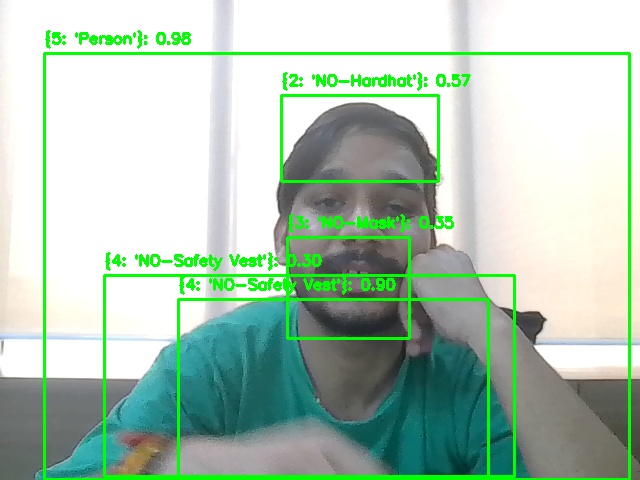 {5: 'Person'}: 0.96
{2: 'NO-Hardhat'}: 0.57
{3: 'NO-Mask'}: 0.35
{4: 'NO-Safety Vest'}: 0.30
{4: 'NO-Safety Vest'}: 0.90